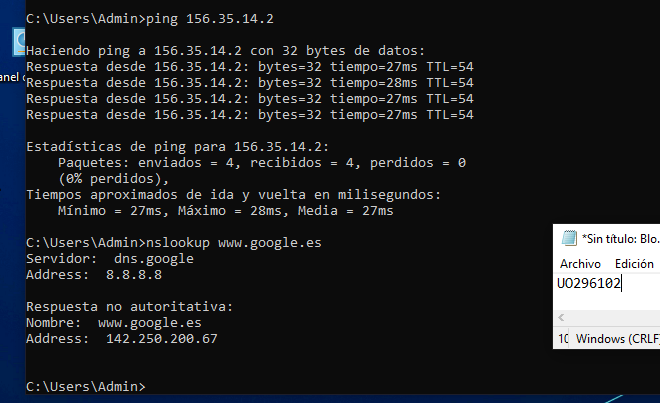 C:\Users\Admin>ping 156.35.14.2
Haciendo ping a 156.35.14.2 con 32 bytes de datos:
Respuesta desde 156.35.14.2: bytes=32 tiempo=27ms TTL=54
Respuesta desde 156.35.14.2: bytes=32 tiempo=28ms TTL=54
Respuesta desde 156.35.14.2: bytes=32 tiempo=27ms TTL=54
Respuesta desde 156.35.14.2: bytes=32 tiempo=27ms TTL=54
Estadísticas de ping para 156.35.14.2:
Paquetes: enviados = 4, recibidos = 4, perdidos = 0
(0% perdidos),
Tiempos aproximados de ida y vuelta en milisegundos:
Mínimo = 27ms, Máximo = 28ms, Media = 27ms
C:\Users\Admin>nslookup www.google.es
Servidor:  dns.google
Address:  8.8.8.8
Respuesta no autoritativa:
Nombre:  www.google.es
Address:  142.250.200.67
C:\Users\Admin>
anel
*Sin título: Blo.
Archivo Edición
UO296102
10 Windows (CRLF)